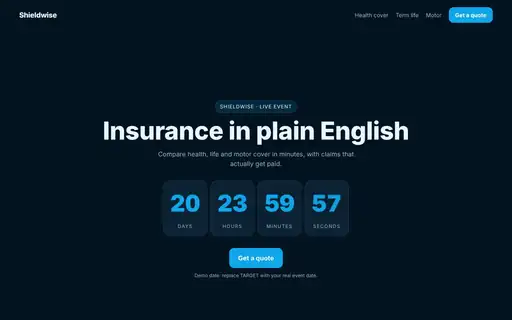 Shieldwise
Health cover Term life Motor Get a quote
SHIELDWISE · LIVE EVENT
Insurance in plain English
Compare health, life and motor cover in minutes, with claims that
actually get paid.
20 23 59 57
DAYS HOURS MINUTES SECONDS
Get a quote
Demo date: replace TARGET with your real event date.